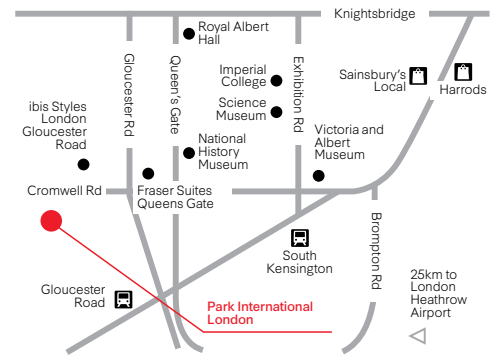 Knightsbridge
Royal Albert
Hall
Gloucester Rd
Queen's Gate
Exhibition Rd
Imperial
College
Sainsbury's
Local
Harrods
Science
Museum
ibis Styles
London
Gloucester
Road
National
History
Museum
Victoria and
Albert
Museum
Cromwell Rd
Fraser Suites
Queens Gate
Brompton Rd
South
Kensington
Gloucester
Road
25km to
London
Heathrow
Airport
Park International
London